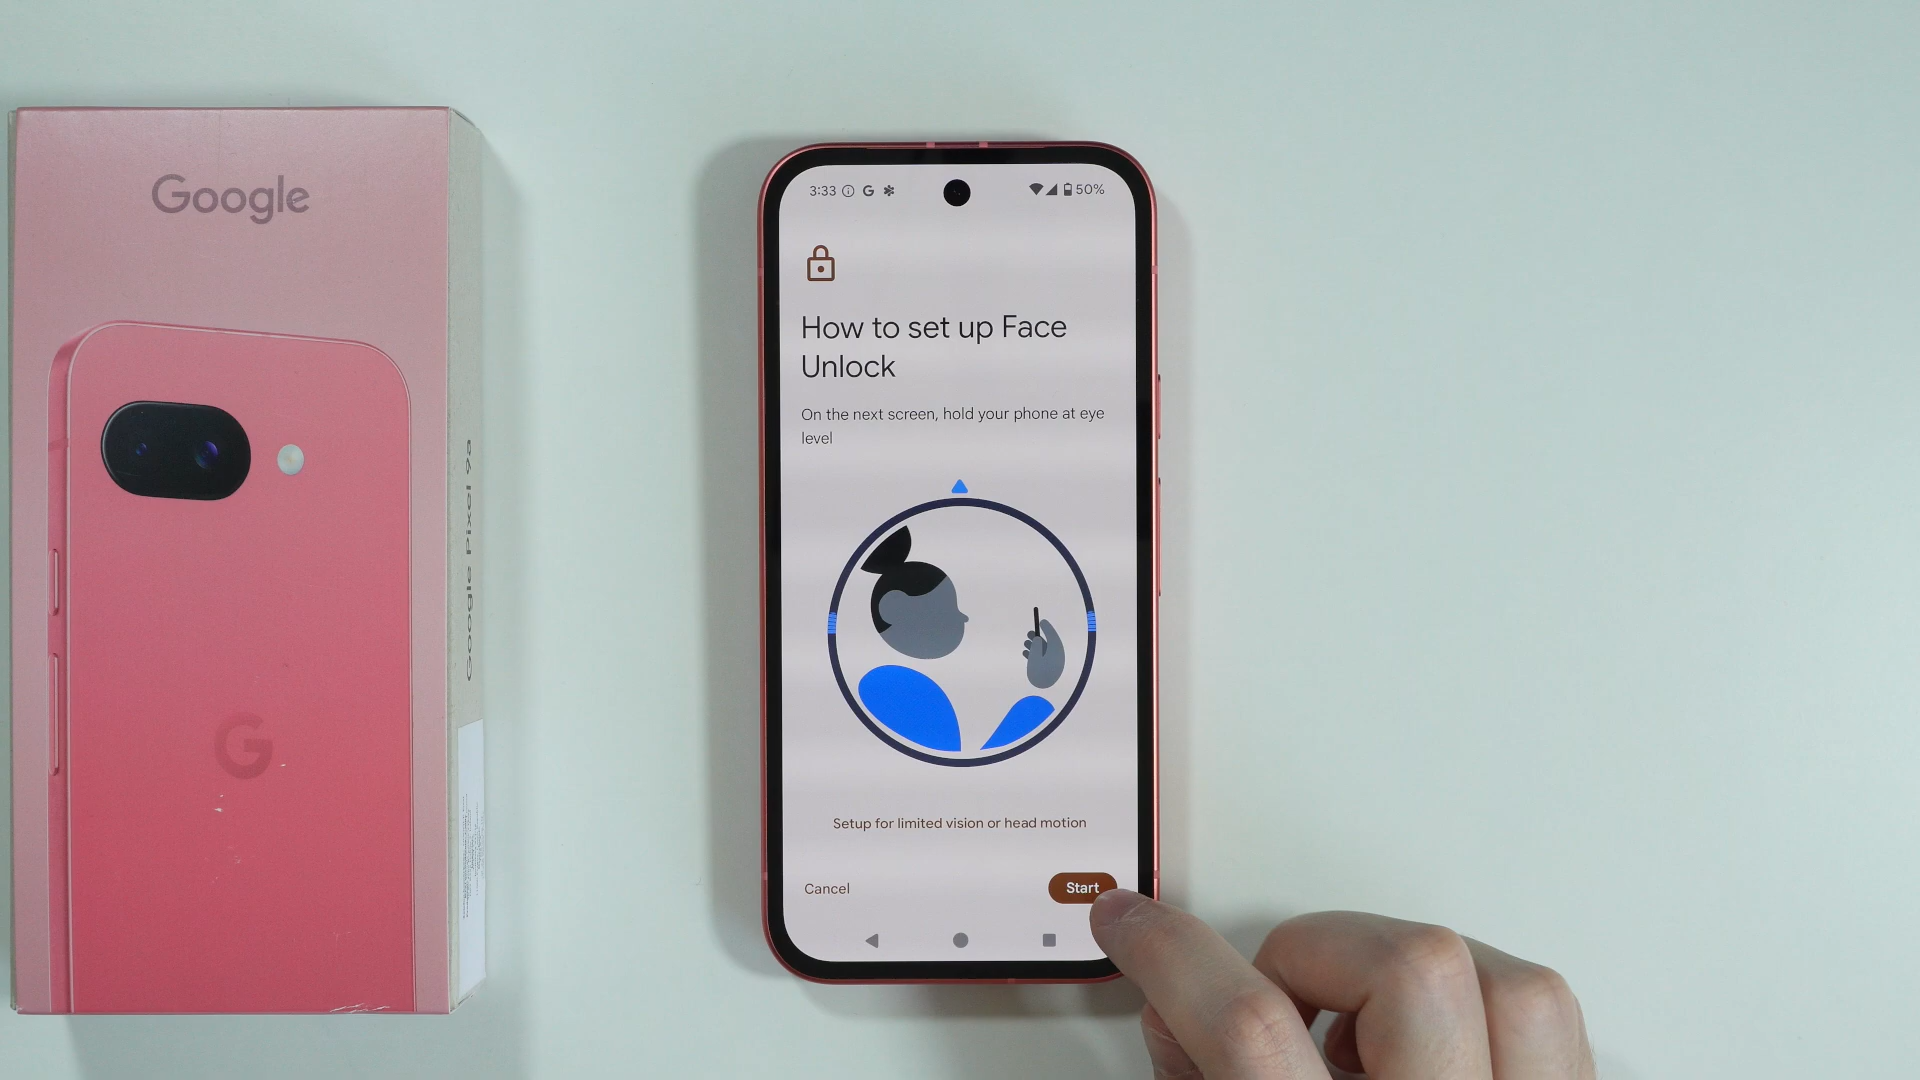 Google
Google Pixel 9a
3:33
50%
How to set up Face
Unlock
On the next screen, hold your phone at eye
level
Setup for limited vision or head motion
Cancel
Start